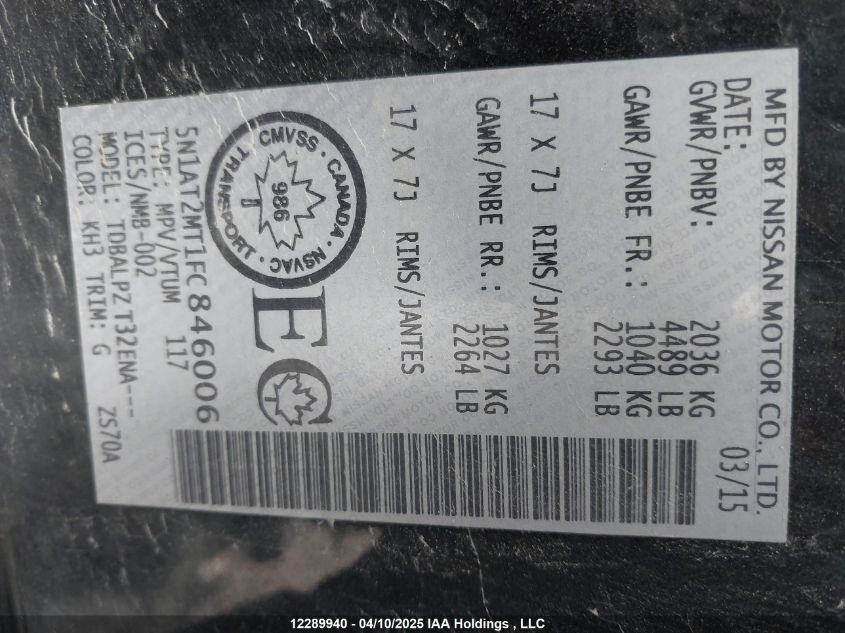 MFD BY NISSAN MOTOR CO., LTD.
DATE: 03/15
GVWR/PNBV: 2036 KG
4489 LB
GAWR/PNBE FR.: 1040 KG
2293 LB
17 X 7J RIMS/JANTES
GAWR/PNBE RR.: 1027 KG
2264 LB
17 X 7J RIMS/JANTES
CMVSS · CANADA · NSVAC · TRANSPORT ·
986
EC
5N1AT2MT1FC846006
TYPE: MPV/VTUM 117
ICES/NMB-002
MODEL: TDBALPZ T32ENA---
COLOR: KH3 TRIM: G ZS70A
12289940 - 04/10/2025 IAA Holdings , LLC